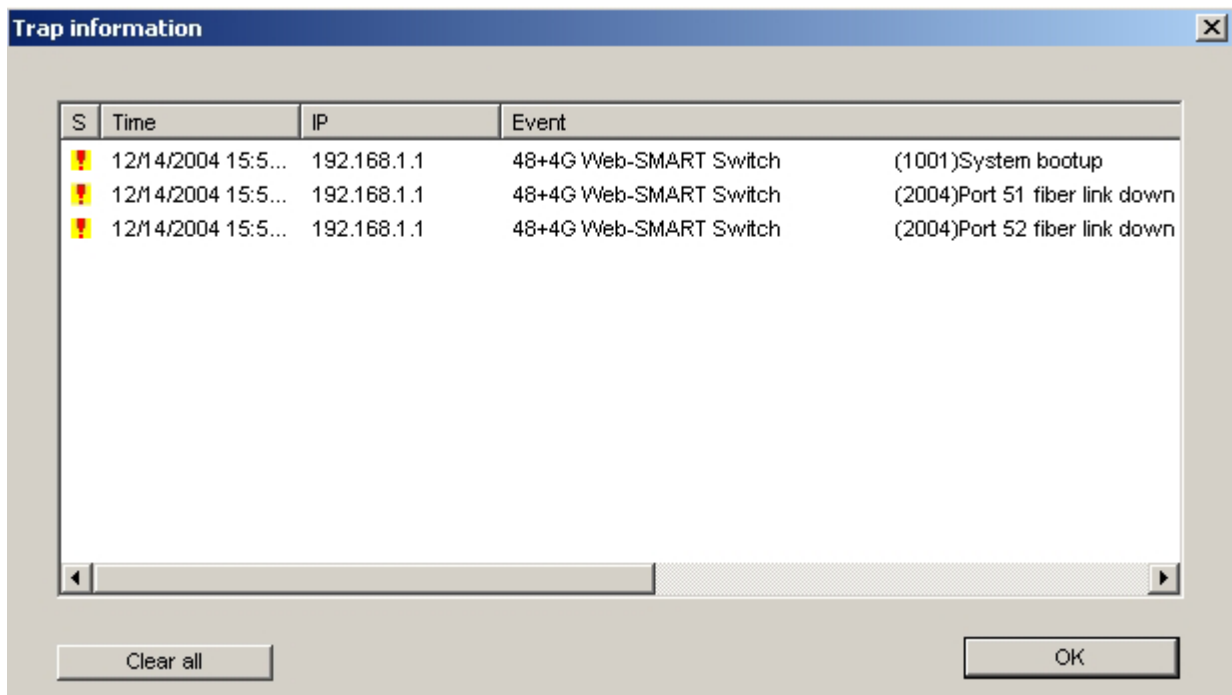 Trap information
S Time IP Event
12/14/2004 15:5... 192.168.1.1 48+4G Web-SMART Switch (1001)System bootup
12/14/2004 15:5... 192.168.1.1 48+4G Web-SMART Switch (2004)Port 51 fiber link down
12/14/2004 15:5... 192.168.1.1 48+4G Web-SMART Switch (2004)Port 52 fiber link down
Clear all OK